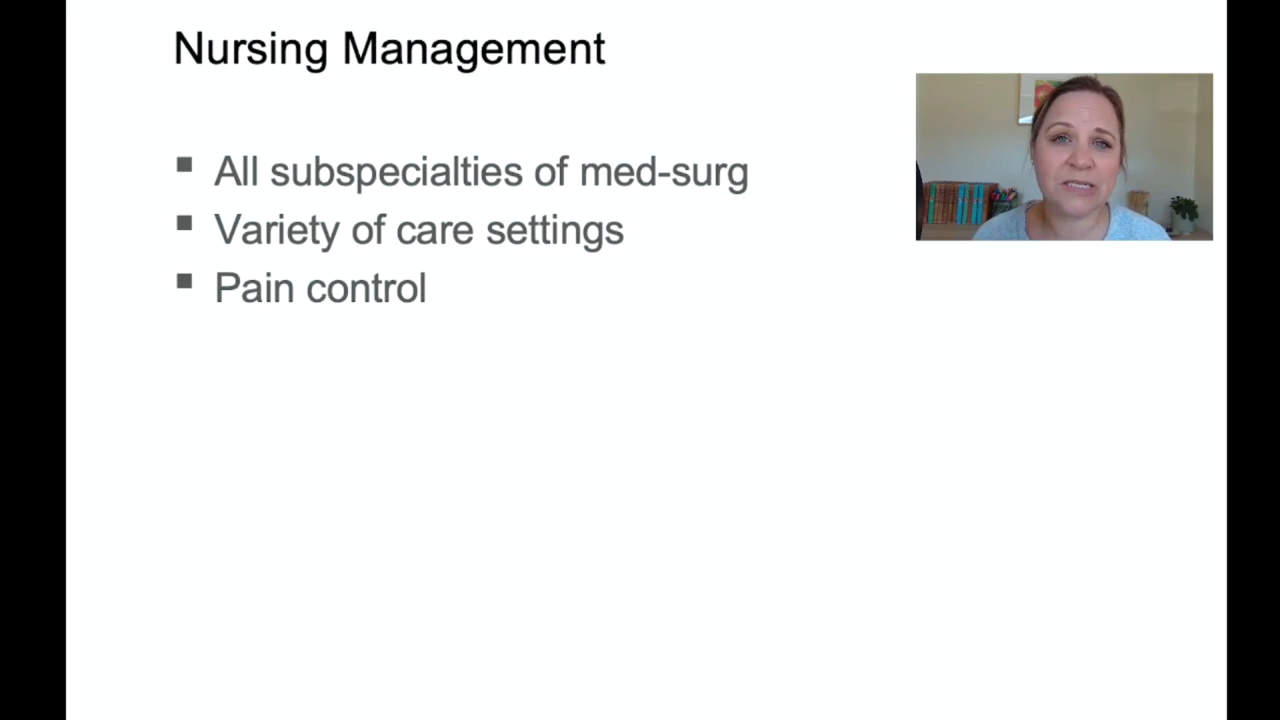 Nursing Management
All subspecialties of med-surg
Variety of care settings
Pain control